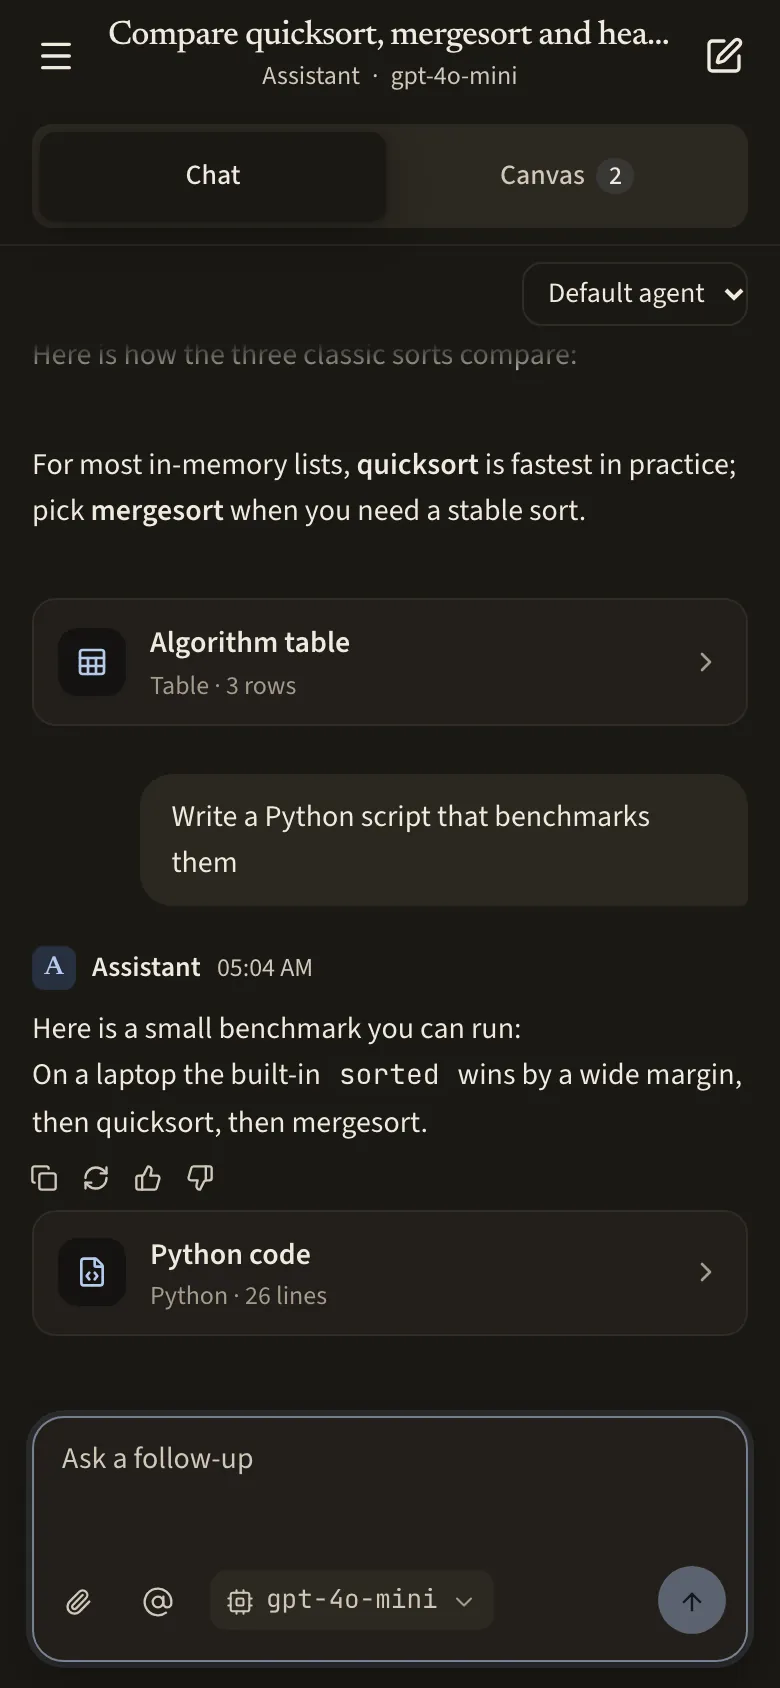 Compare quicksort, mergesort and hea...
Assistant · gpt-4o-mini
Chat
Canvas 2
Default agent
Here is how the three classic sorts compare:
For most in-memory lists, quicksort is fastest in practice;
pick mergesort when you need a stable sort.
Algorithm table
Table · 3 rows
Write a Python script that benchmarks
them
A Assistant 05:04 AM
Here is a small benchmark you can run:
On a laptop the built-in sorted wins by a wide margin,
then quicksort, then mergesort.
Python code
Python · 26 lines
Ask a follow-up
gpt-4o-mini